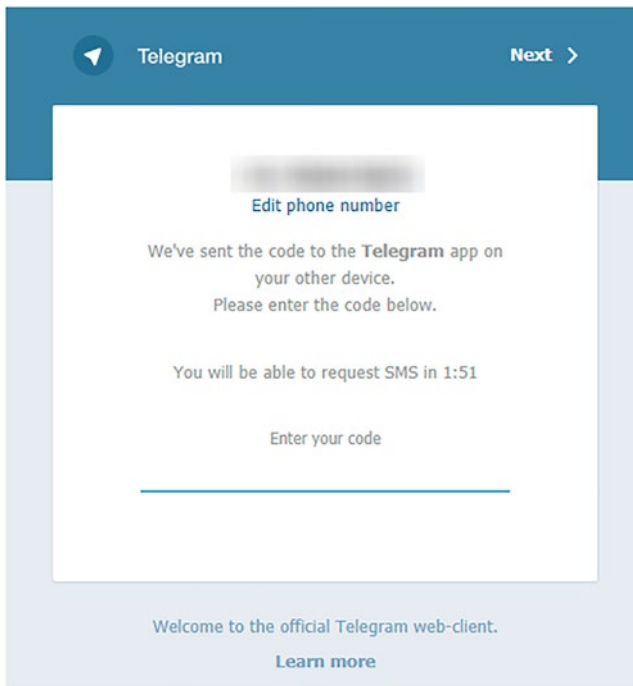 Telegram
Next
Edit phone number
We've sent the code to the Telegram app on
your other device.
Please enter the code below.
You will be able to request SMS in 1:51
Enter your code
Welcome to the official Telegram web-client.
Learn more